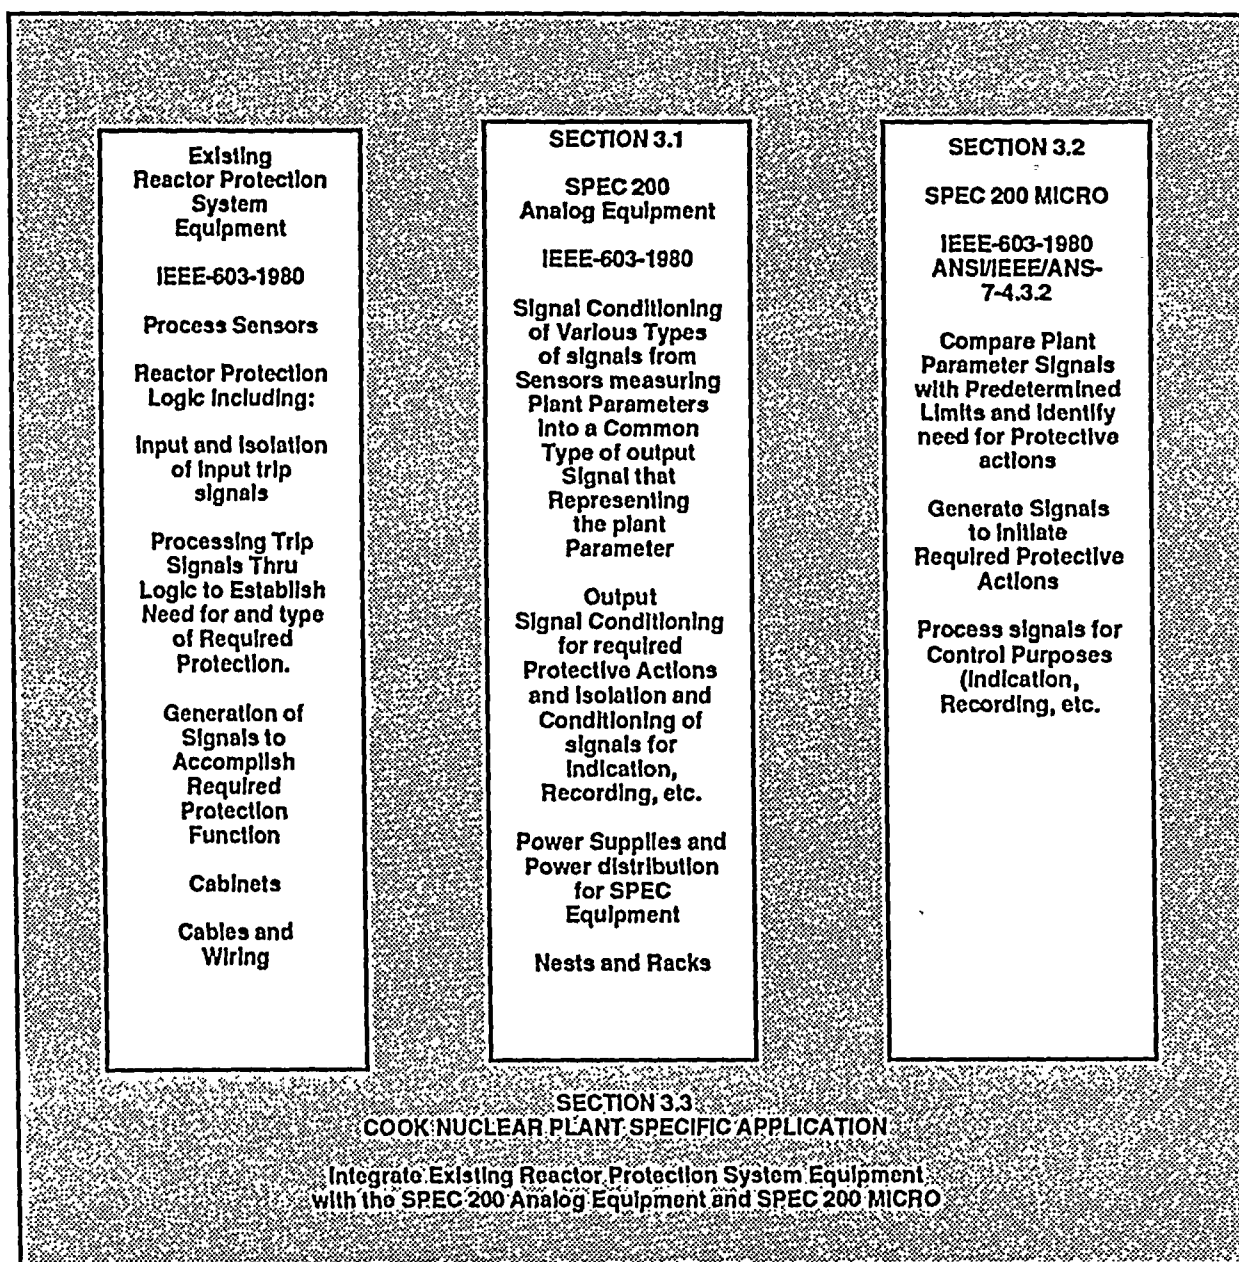 Existing
Reactor Protection
System
Equipment
IEEE-603-1980
Process Sensors
Reactor Protection
Logic including:
Input and Isolation
of input trip
signals
Processing Trip
Signals Thru
Logic to Establish
Need for and type
of Required
Protection.
Generation of
Signals to
Accomplish
Required
Protection
Function
Cabinets
Cables and
Wiring
SECTION 3.1
SPEC 200
Analog Equipment
IEEE-603-1980
Signal Conditioning
of Various Types
of signals from
Sensors measuring
Plant Parameters
into a Common
Type of output
Signal that
Representing
the plant
Parameter
Output
Signal Conditioning
for required
Protective Actions
and Isolation and
Conditioning of
signals for
Indication,
Recording, etc.
Power Supplies and
Power distribution
for SPEC
Equipment
Nests and Racks
SECTION 3.2
SPEC 200 MICRO
IEEE-603-1980
ANSI/IEEE/ANS-
7-4.3.2
Compare Plant
Parameter Signals
with Predetermined
Limits and identify
need for Protective
actions
Generate Signals
to initiate
Required Protective
Actions
Process signals for
Control Purposes
(Indication,
Recording, etc.
SECTION 3.3
COOK NUCLEAR PLANT SPECIFIC APPLICATION
Integrate Existing Reactor Protection System Equipment
with the SPEC 200 Analog Equipment and SPEC 200 MICRO